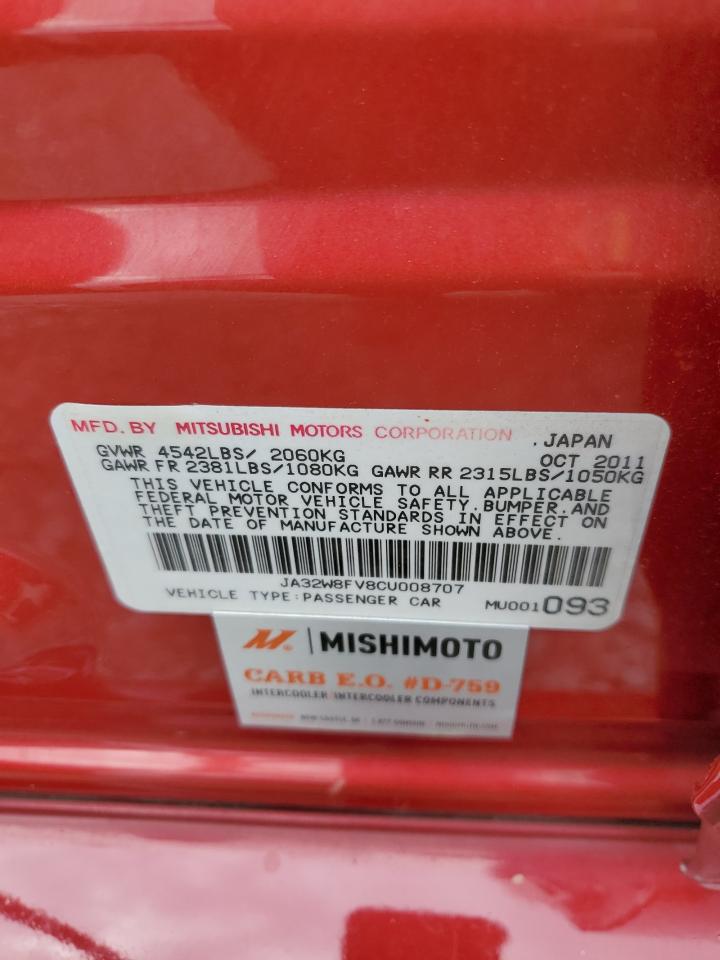 MFD. BY MITSUBISHI MOTORS CORPORATION . JAPAN
GVWR 4542LBS/ 2060KG OCT 2011
GAWR FR 2381LBS/1080KG GAWR RR 2315LBS/1050KG
THIS VEHICLE CONFORMS TO ALL APPLICABLE
FEDERAL MOTOR VEHICLE SAFETY.BUMPER.AND
THEFT PREVENTION STANDARDS IN EFFECT ON
THE DATE OF MANUFACTURE SHOWN ABOVE.
JA32W8FV8CU008707
VEHICLE TYPE:PASSENGER CAR MU001093
M. | MISHIMOTO
CARB E.O. #D-759
INTERCOOLER/INTERCOOLER COMPONENTS